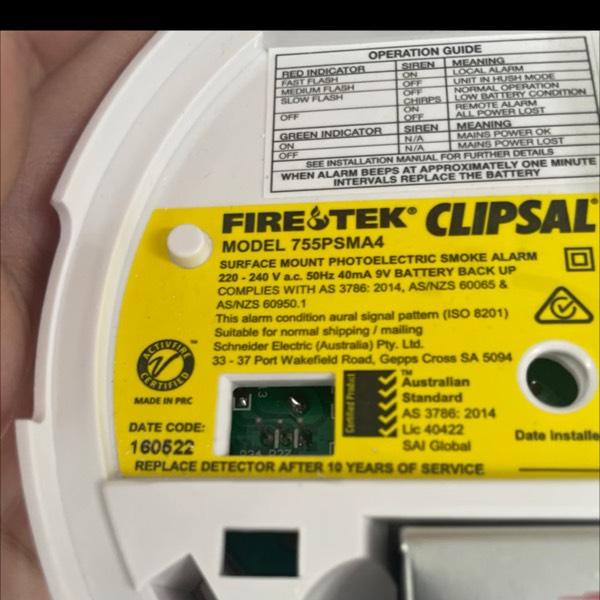 OPERATION GUIDE
RED INDICATOR SIREN MEANING
FAST FLASH ON LOCAL ALARM
MEDIUM FLASH OFF UNIT IN HUSH MODE
SLOW FLASH OFF NORMAL OPERATION
CHIRPS LOW BATTERY CONDITION
OFF ON REMOTE ALARM
OFF ALL POWER LOST
GREEN INDICATOR SIREN MEANING
ON N/A MAINS POWER OK
OFF N/A MAINS POWER LOST
SEE INSTALLATION MANUAL FOR FURTHER DETAILS
WHEN ALARM BEEPS AT APPROXIMATELY ONE MINUTE
INTERVALS REPLACE THE BATTERY
FIRETEK® CLIPSAL®
MODEL 755PSMA4
SURFACE MOUNT PHOTOELECTRIC SMOKE ALARM
220 - 240 V a.c. 50Hz 40mA 9V BATTERY BACK UP
COMPLIES WITH AS 3786: 2014, AS/NZS 60065 &
AS/NZS 60950.1
This alarm condition aural signal pattern (ISO 8201)
Suitable for normal shipping / mailing
Schneider Electric (Australia) Pty. Ltd.
33 - 37 Port Wakefield Road, Gepps Cross SA 5094
ACTIVFIRE
CERTIFIED
™
MADE IN PRC
DATE CODE:
160522
Certified Product
™
Australian
Standard
AS 3786: 2014
Lic 40422
SAI Global
Date Installe
REPLACE DETECTOR AFTER 10 YEARS OF SERVICE